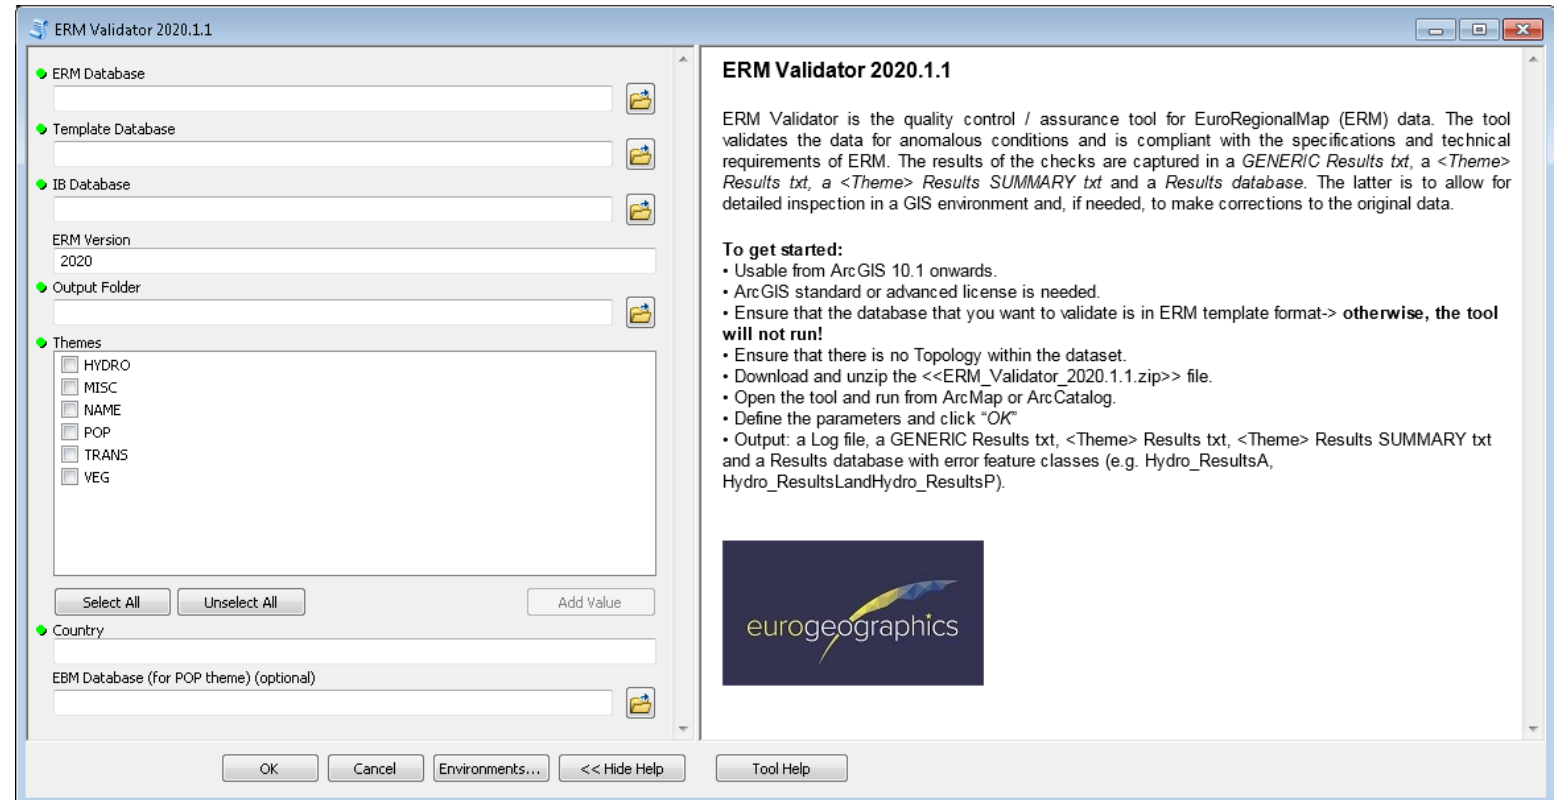 ERM Validator 2020.1.1
ERM Database
Template Database
IB Database
ERM Version
2020
Output Folder
Themes
HYDRO
MISC
NAME
POP
TRANS
VEG
Select All
Unselect All
Add Value
Country
EBM Database (for POP theme) (optional)
ERM Validator 2020.1.1
ERM Validator is the quality control / assurance tool for EuroRegionalMap (ERM) data. The tool
validates the data for anomalous conditions and is compliant with the specifications and technical
requirements of ERM. The results of the checks are captured in a GENERIC Results txt, a <Theme>
Results txt, a <Theme> Results SUMMARY txt and a Results database. The latter is to allow for
detailed inspection in a GIS environment and, if needed, to make corrections to the original data.
To get started:
• Usable from ArcGIS 10.1 onwards.
• ArcGIS standard or advanced license is needed.
• Ensure that the database that you want to validate is in ERM template format-> otherwise, the tool
will not run!
• Ensure that there is no Topology within the dataset.
• Download and unzip the <<ERM_Validator_2020.1.1.zip>> file.
• Open the tool and run from ArcMap or ArcCatalog.
• Define the parameters and click “OK”
• Output: a Log file, a GENERIC Results txt, <Theme> Results txt, <Theme> Results SUMMARY txt
and a Results database with error feature classes (e.g. Hydro_ResultsA,
Hydro_ResultsLandHydro_ResultsP).
eurogeographics
OK
Cancel
Environments...
<< Hide Help
Tool Help